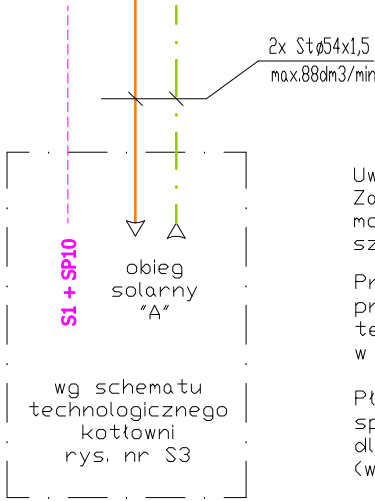 2x Stø54x1,5
max.88dm3/min
S1 + SP10
obieg
solarny
"A"
wg schematu
technologicznego
kotłowni
rys. nr S3
w